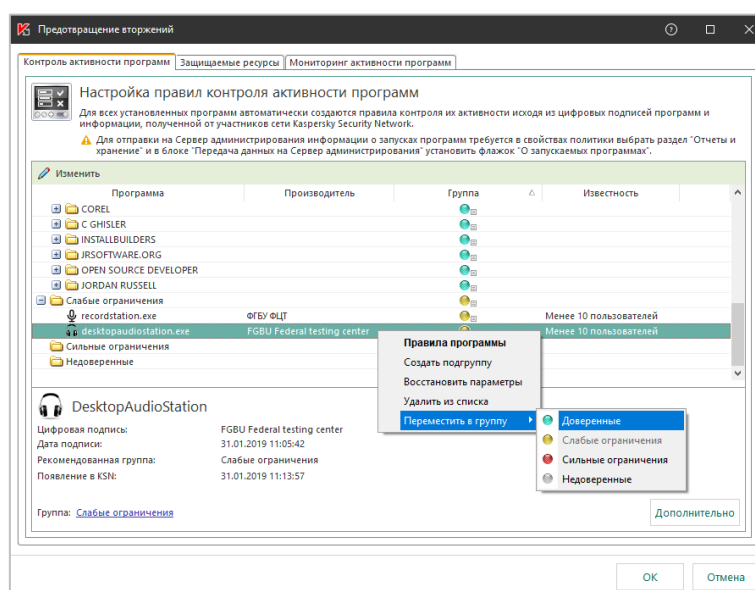 Предотвращение вторжений
Контроль активности программ Защищаемые ресурсы Мониторинг активности программ
Настройка правил контроля активности программ
Для всех установленных программ автоматически создаются правила контроля их активности исходя из цифровых подписей программ и
информации, полученной от участников сети Kaspersky Security Network.
Для отправки на Сервер администрирования информации о запусках программ требуется в свойствах политики выбрать раздел "Отчеты и
хранение" и в блоке "Передача данных на Сервер администрирования" установить флажок "О запускаемых программах".
Изменить
Программа Производитель Группа Известность
COREL
C GHISLER
INSTALLBUILDERS
JRSOFTWARE.ORG
OPEN SOURCE DEVELOPER
JORDAN RUSSELL
Слабые ограничения
recordstation.exe ФГБУ ФЦТ Менее 10 пользователей
desktopaudiostation.exe FGBU Federal testing center Менее 10 пользователей
Сильные ограничения
Недоверенные
Правила программы
Создать подгруппу
Восстановить параметры
Удалить из списка
Переместить в группу
Доверенные
Слабые ограничения
Сильные ограничения
Недоверенные
DesktopAudioStation
Цифровая подпись: FGBU Federal testing center
Дата подписи: 31.01.2019 11:05:42
Рекомендованная группа: Слабые ограничения
Появление в KSN: 31.01.2019 11:13:57
Группа: Слабые ограничения
Дополнительно
ОК Отмена